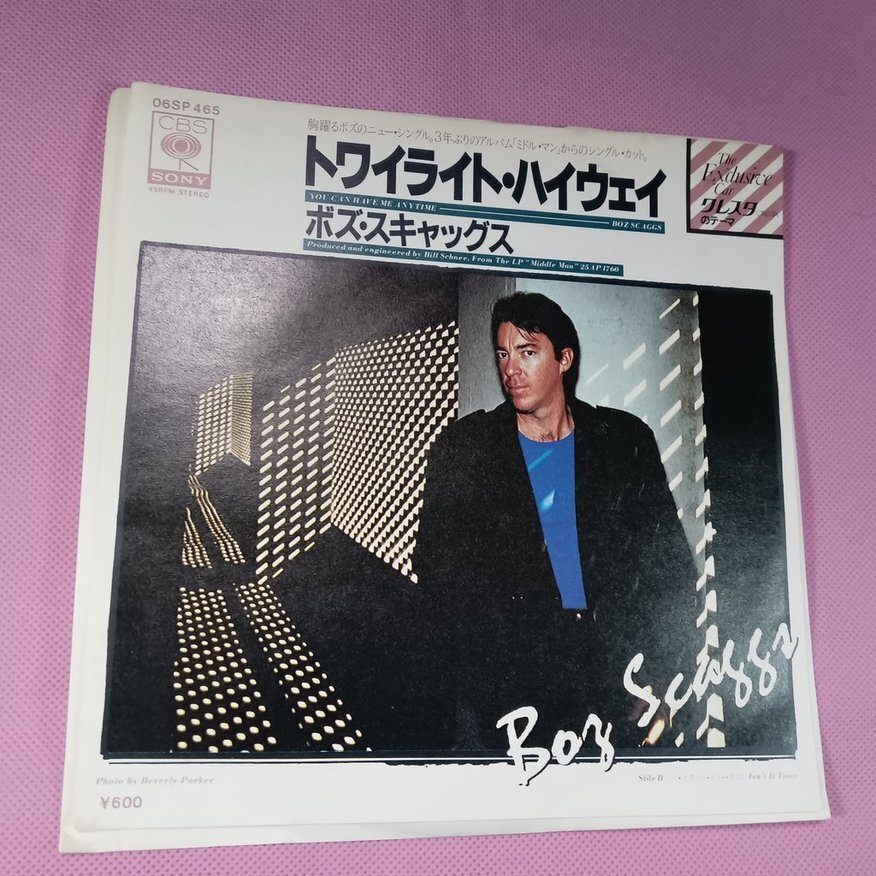 06SP 465
CBS
SONY
45RPM STEREO
胸躍るボズのニュー・シングル。3年ぶりのアルバム「ミドル・マン」からのシングル・カット。
トワイライト・ハイウェイ
YOU CAN HAVE ME ANYTIME
BOZ SCAGGS
ボズ・スキャッグス
Produced and engineered by Bill Schnee. From The LP "Middle Man" 25AP1760
The
Exclusive
Car
クレスタ
のテーマ
Boz Scaggs
Photo by Beverly Parker
¥600
Side B
Isn't It Time